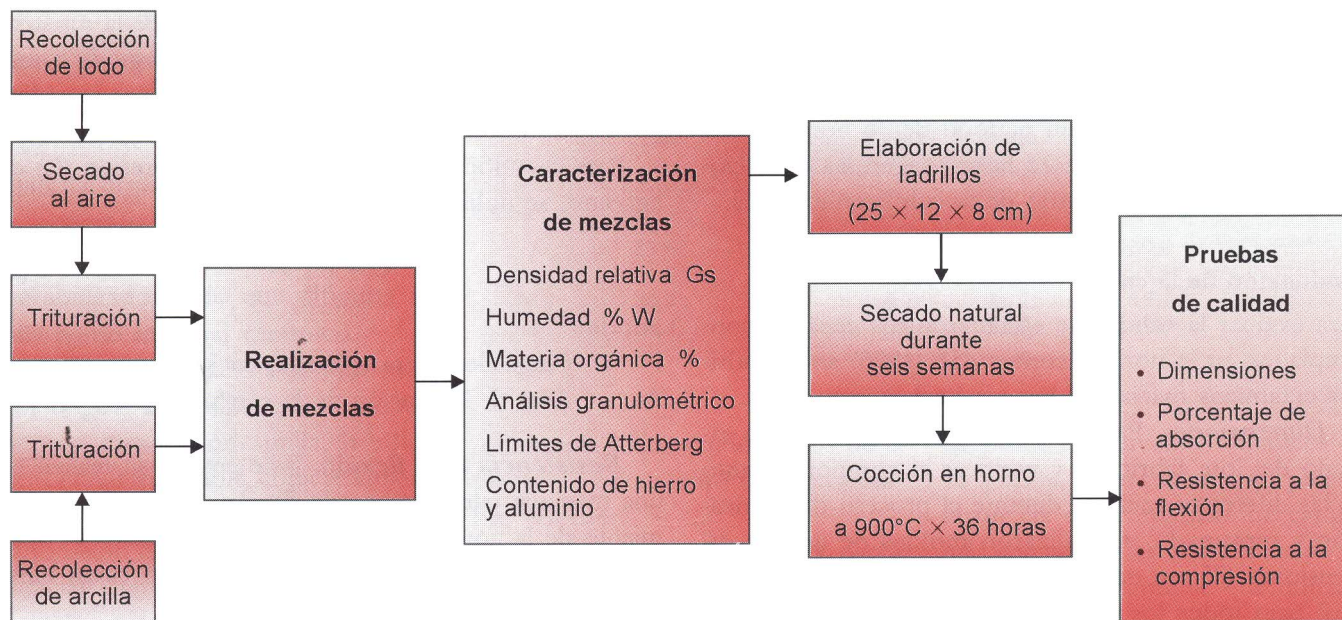 Recolección
de lodo
Secado
al aire
Trituración
Trituración
Recolección
de arcilla
Realización
de mezclas
Caracterización
de mezclas
Densidad relativa Gs
Humedad % W
Materia orgánica %
Análisis granulométrico
Límites de Atterberg
Contenido de hierro
y aluminio
Elaboración de
ladrillos
(25 × 12 × 8 cm)
Secado natural
durante
seis semanas
Cocción en horno
a 900°C × 36 horas
Pruebas
de calidad
• Dimensiones
• Porcentaje de
absorción
• Resistencia a la
flexión
• Resistencia a la
compresión